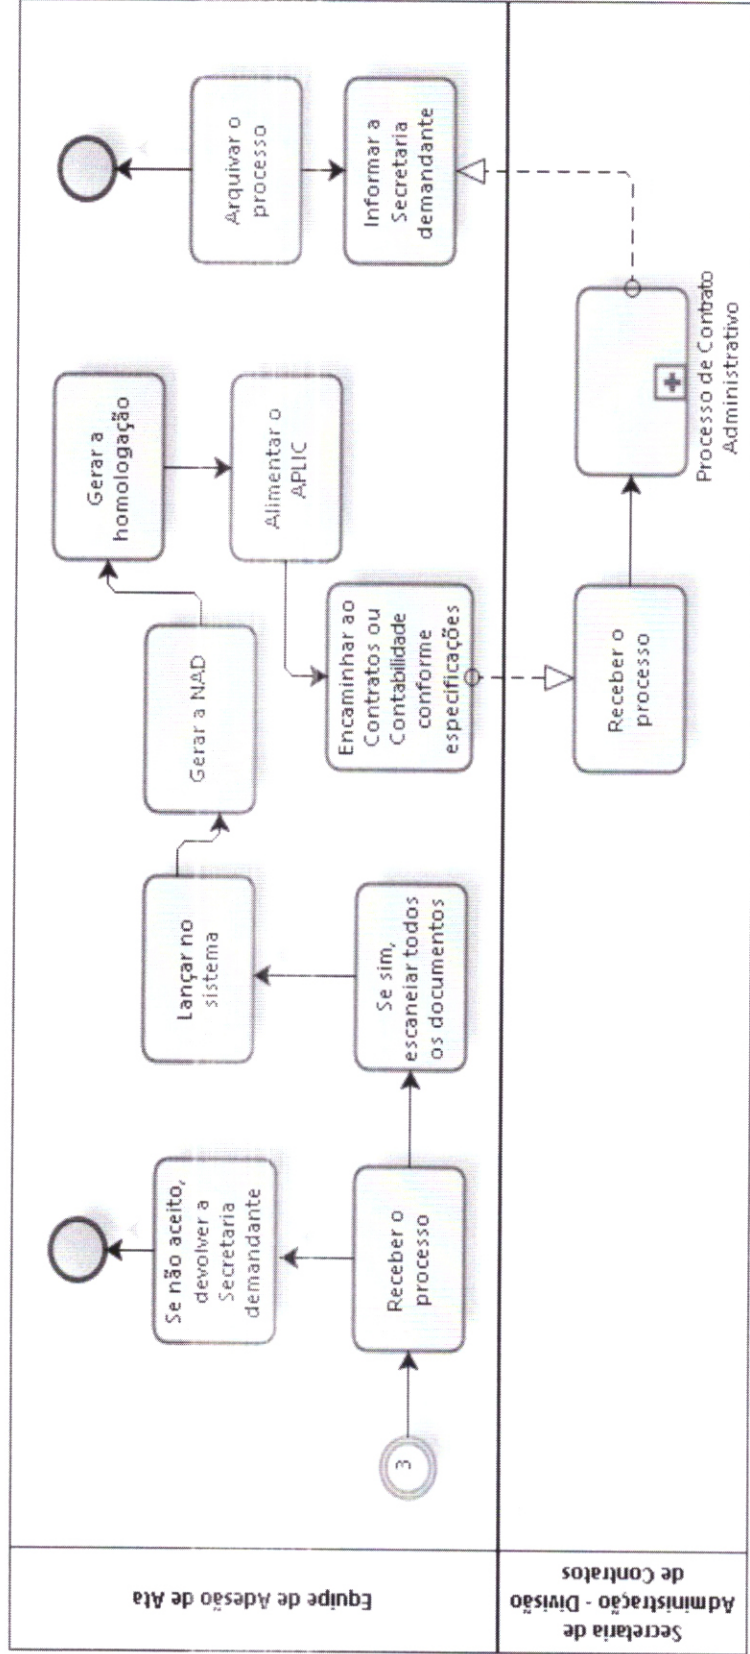 Equipe de Adesão de Ata
3
Receber o
processo
Se não aceito,
devolver a
Secretaria
demandante
Se sim,
escaneiar todos
os documentos
Lançar no
sistema
Gerar a NAD
Gerar a
homologação
Alimentar o
APLIC
Encaminhar ao
Contratos ou
Contabilidade
conforme
especificações
Arquivar o
processo
Informar a
Secretaria
demandante
Secretaria de
Administração - Divisão
de Contratos
Receber o
processo
Processo de Contrato
Administrativo